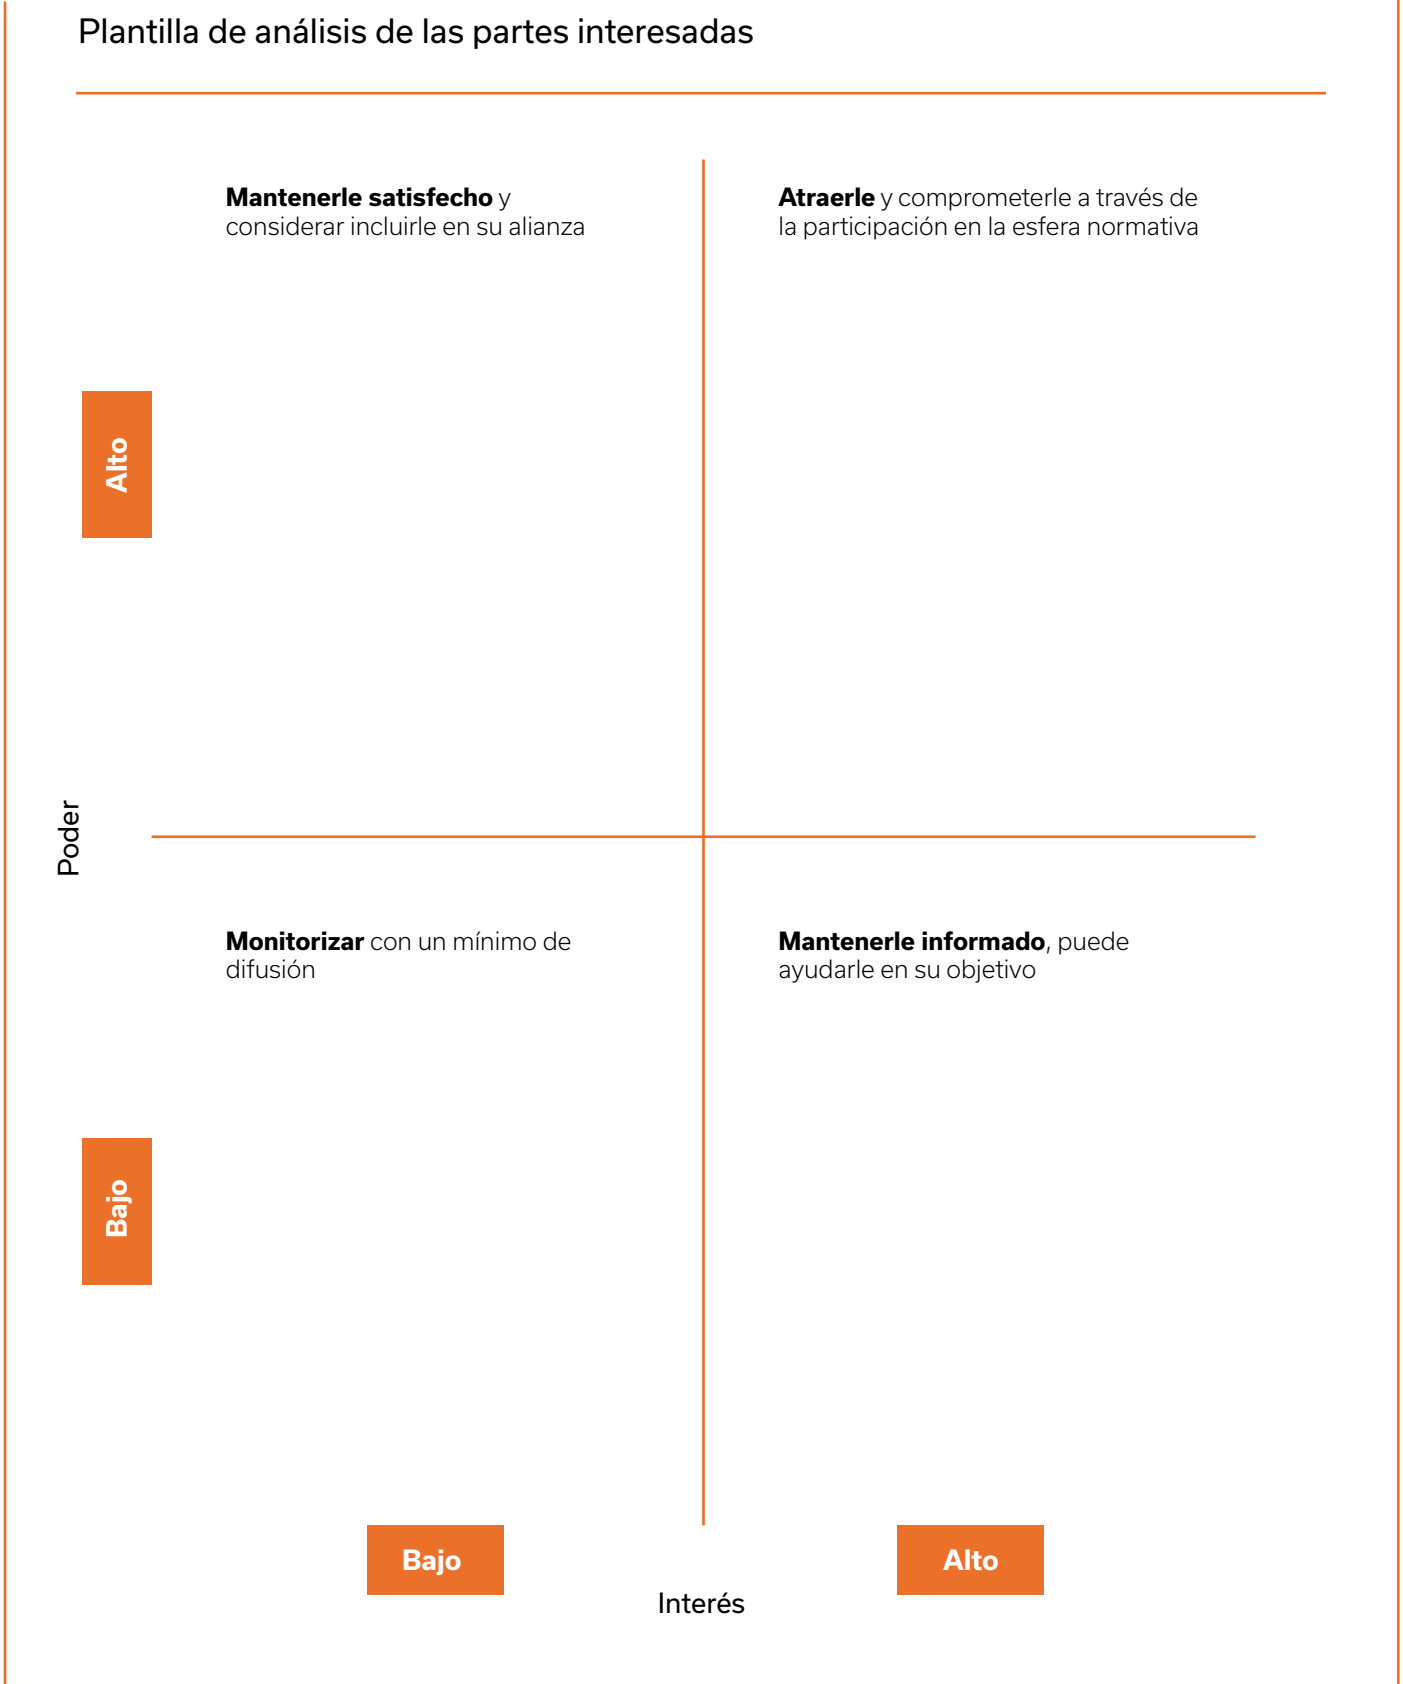 Plantilla de análisis de las partes interesadas
Mantenerle satisfecho y
considerar incluirle en su alianza
Atraerle y comprometerle a través de
la participación en la esfera normativa
Alto
Poder
Monitorizar con un mínimo de
difusión
Mantenerle informado, puede
ayudarle en su objetivo
Bajo
Bajo
Alto
Interés